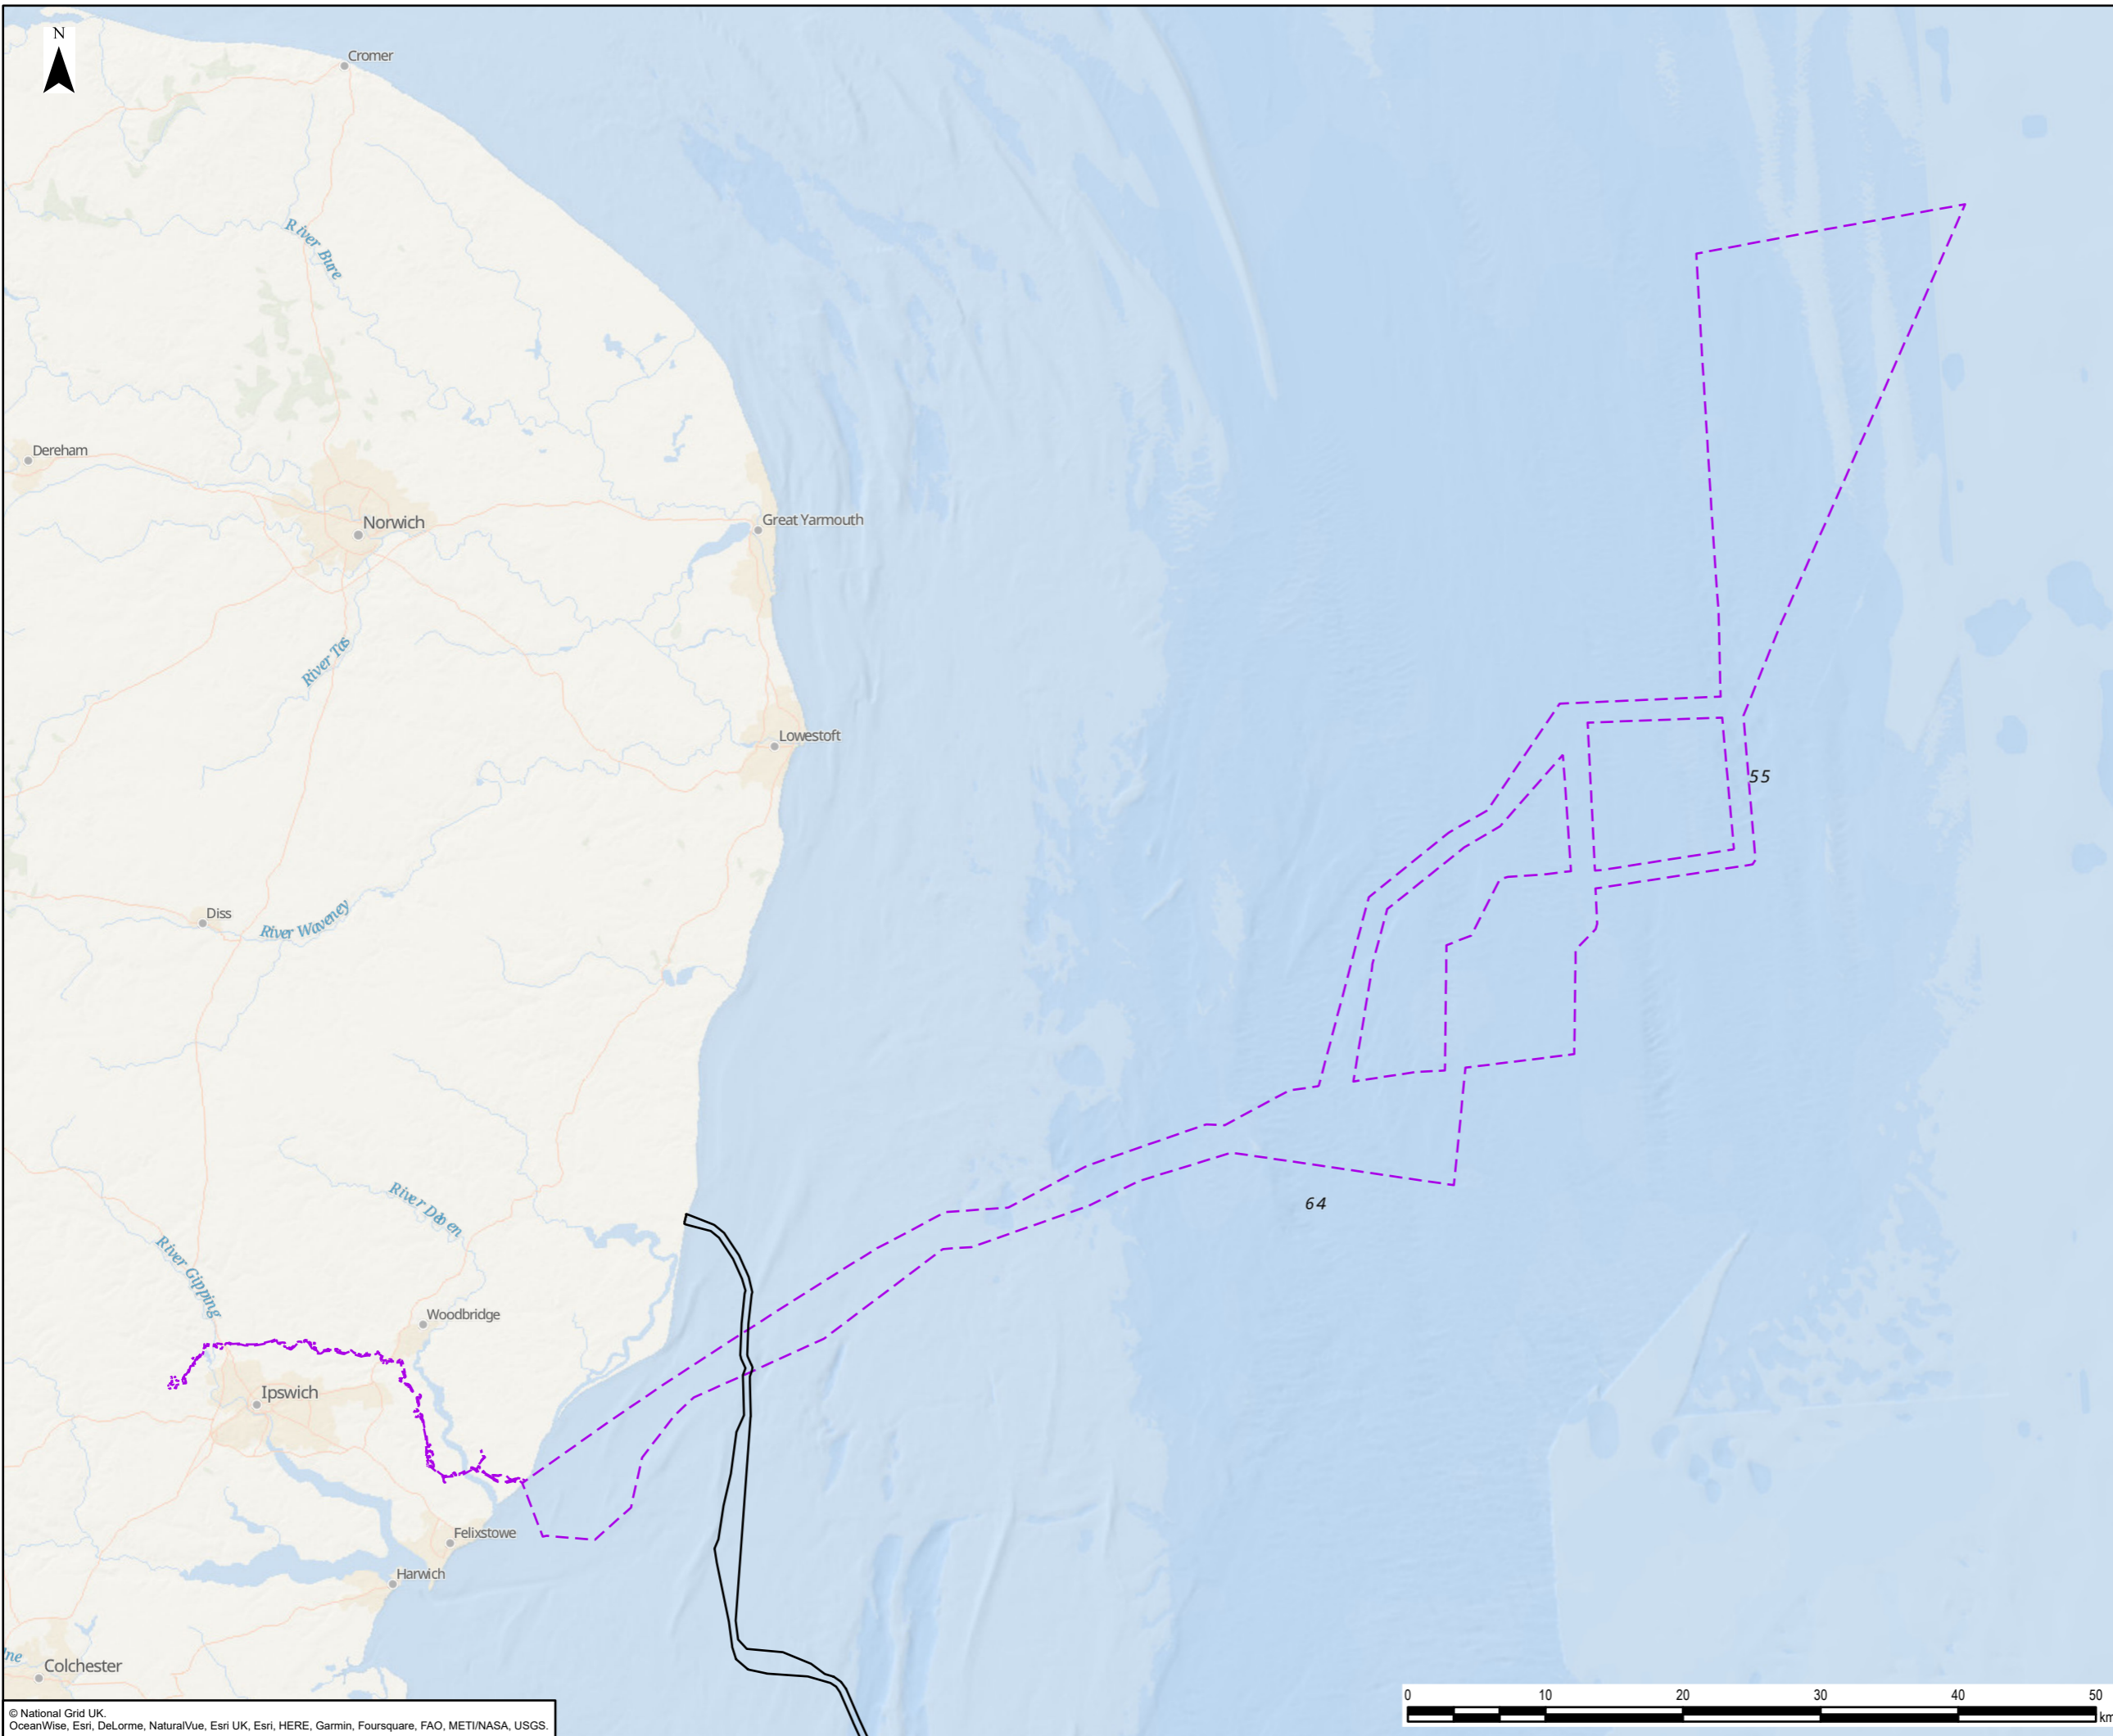 N
Cromer
River Bure
Dereham
Norwich
Great Yarmouth
River Tas
Lowestoft
55
Diss
River Waveney
River Deben
64
River Gipping
Woodbridge
Ipswich
Felixstowe
Harwich
Colchester
0 10 20 30 40 50
km
© National Grid UK.
OceanWise, Esri, DeLorme, NaturalVue, Esri UK, Esri, HERE, Garmin, Foursquare, FAO, METI/NASA, USGS.